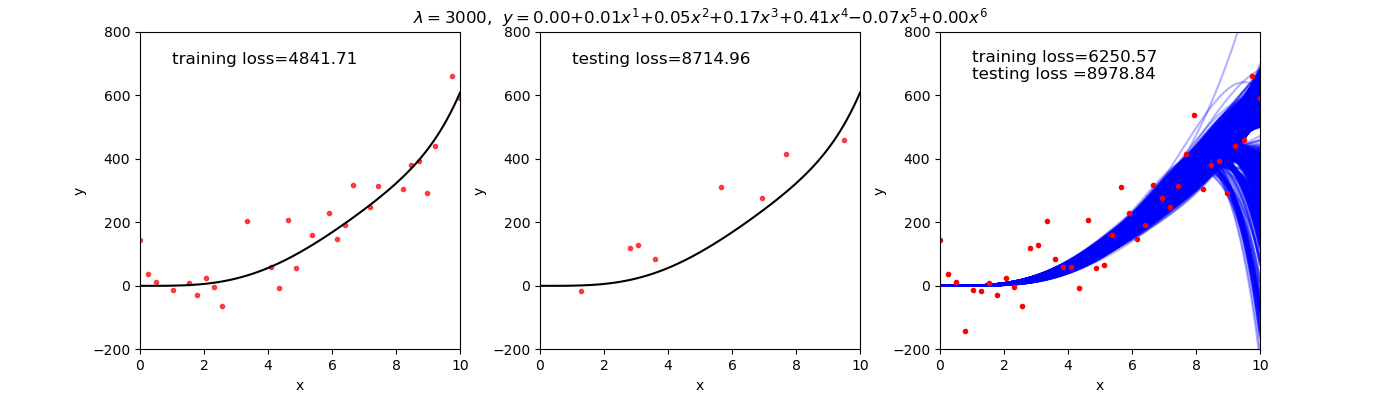 λ = 3000, y = 0.00+0.01x¹+0.05x²+0.17x³+0.41x⁴−0.07x⁵+0.00x⁶
training loss=4841.71
800
600
400
200
0
−200
y
0 2 4 6 8 10
x
testing loss=8714.96
800
600
400
200
0
−200
y
0 2 4 6 8 10
x
training loss=6250.57
testing loss =8978.84
800
600
400
200
0
−200
y
0 2 4 6 8 10
x